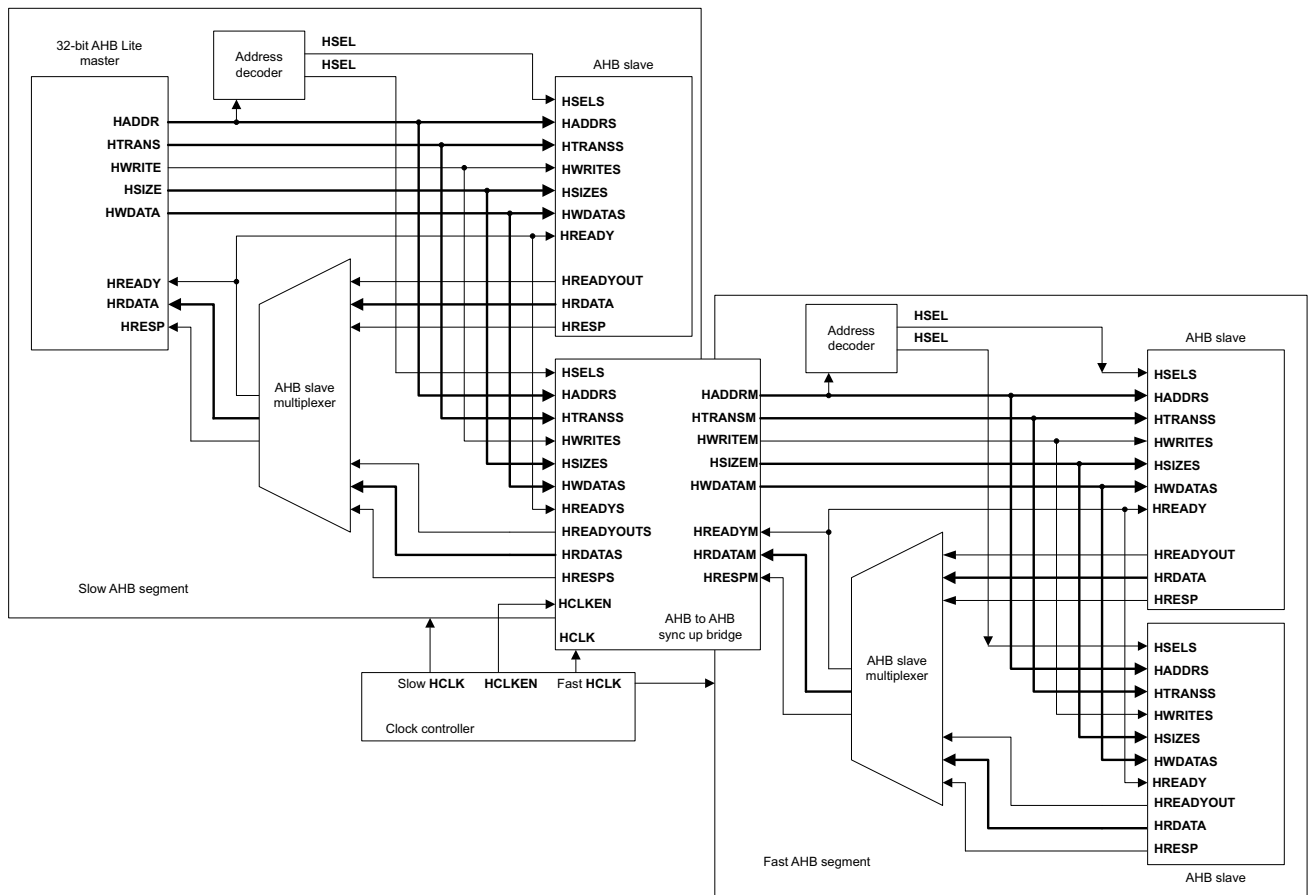 32-bit AHB Lite
master
HADDR
HTRANS
HWRITE
HSIZE
HWDATA
HREADY
HRDATA
HRESP
Address
decoder
HSEL
HSEL
AHB slave
HSELS
HADDRS
HTRANSS
HWRITES
HSIZES
HWDATAS
HREADY
HREADYOUT
HRDATA
HRESP
AHB slave
multiplexer
HSELS
HADDRS
HTRANSS
HWRITES
HSIZES
HWDATAS
HREADYS
HREADYOUTS
HRDATAS
HRESPS
HCLKEN
HCLK
HADDRM
HTRANSM
HWRITEM
HSIZEM
HWDATAM
HREADYM
HRDATAM
HRESPM
AHB to AHB
sync up bridge
Slow AHB segment
Slow HCLK HCLKEN Fast HCLK
Clock controller
Address
decoder
HSEL
HSEL
AHB slave
HSELS
HADDRS
HTRANSS
HWRITES
HSIZES
HWDATAS
HREADY
HREADYOUT
HRDATA
HRESP
AHB slave
multiplexer
HSELS
HADDRS
HTRANSS
HWRITES
HSIZES
HWDATAS
HREADY
HREADYOUT
HRDATA
HRESP
AHB slave
Fast AHB segment